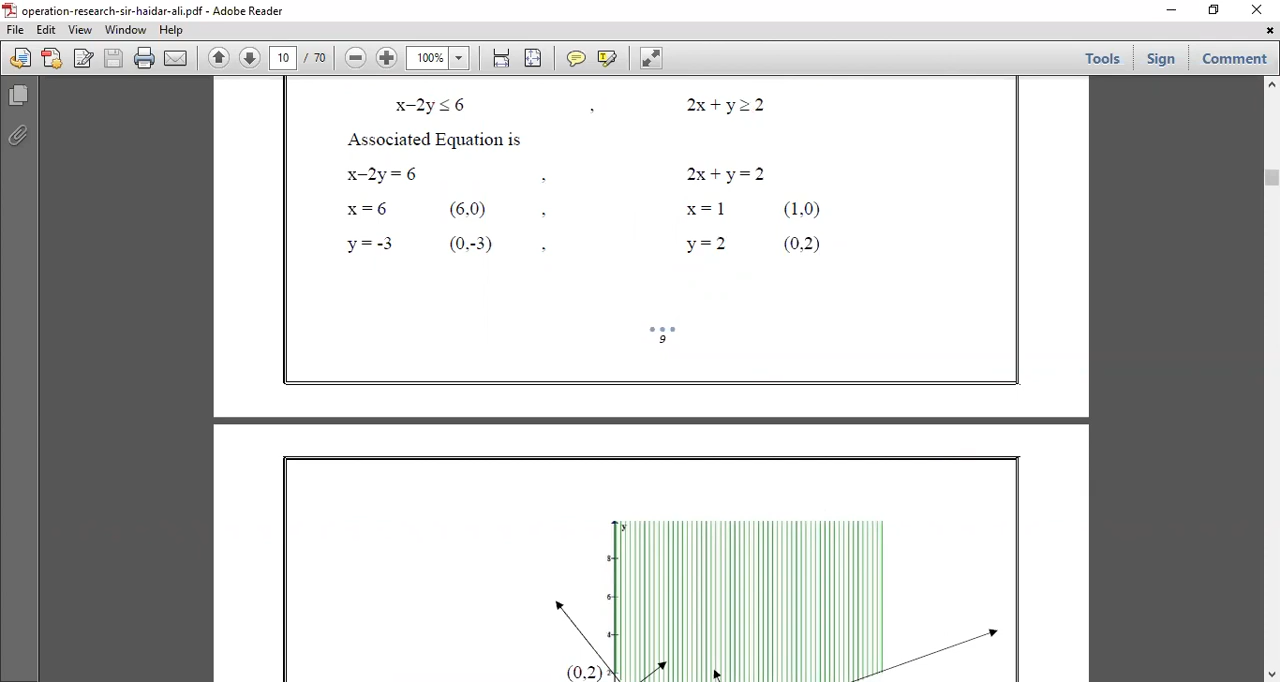 operation-research-sir-haidar-ali.pdf - Adobe Reader
File Edit View Window Help
10 / 70 100% Tools Sign Comment
x−2y ≤ 6 , 2x + y ≥ 2
Associated Equation is
x−2y = 6 , 2x + y = 2
x = 6 (6,0) , x = 1 (1,0)
y = -3 (0,-3) , y = 2 (0,2)
9
y
8
6
4
(0,2) 2